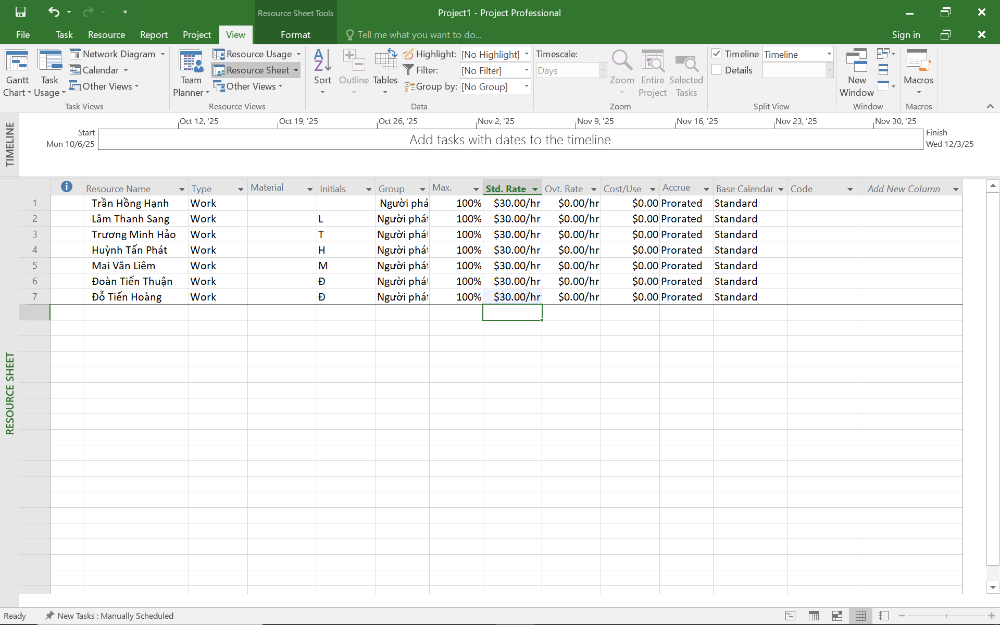 Resource Sheet Tools
Project1 - Project Professional
File Task Resource Report Project View Format Tell me what you want to do... Sign in
Gantt Chart
Task Usage
Network Diagram
Calendar
Other Views
Task Views
Team Planner
Resource Usage
Resource Sheet
Other Views
Resource Views
Sort
Outline
Tables
Highlight: [No Highlight]
Filter: [No Filter]
Group by: [No Group]
Data
Timescale:
Days
Zoom
Entire Project
Selected Tasks
Zoom
Timeline Timeline
Details
Split View
New Window
Window
Macros
Macros
TIMELINE
Oct 12, '25 Oct 19, '25 Oct 26, '25 Nov 2, '25 Nov 9, '25 Nov 16, '25 Nov 23, '25 Nov 30, '25
Start
Mon 10/6/25
Add tasks with dates to the timeline
Finish
Wed 12/3/25
RESOURCE SHEET
Resource Name Type Material Initials Group Max. Std. Rate Ovt. Rate Cost/Use Accrue Base Calendar Code Add New Column
1 Trần Hồng Hạnh Work Người phá 100% $30.00/hr $0.00/hr $0.00 Prorated Standard
2 Lâm Thanh Sang Work L Người phát 100% $30.00/hr $0.00/hr $0.00 Prorated Standard
3 Trương Minh Hảo Work T Người phát 100% $30.00/hr $0.00/hr $0.00 Prorated Standard
4 Huỳnh Tấn Phát Work H Người phát 100% $30.00/hr $0.00/hr $0.00 Prorated Standard
5 Mai Văn Liêm Work M Người phát 100% $30.00/hr $0.00/hr $0.00 Prorated Standard
6 Đoàn Tiến Thuận Work Đ Người phát 100% $30.00/hr $0.00/hr $0.00 Prorated Standard
7 Đỗ Tiến Hoàng Work Đ Người phát 100% $30.00/hr $0.00/hr $0.00 Prorated Standard
Ready New Tasks : Manually Scheduled